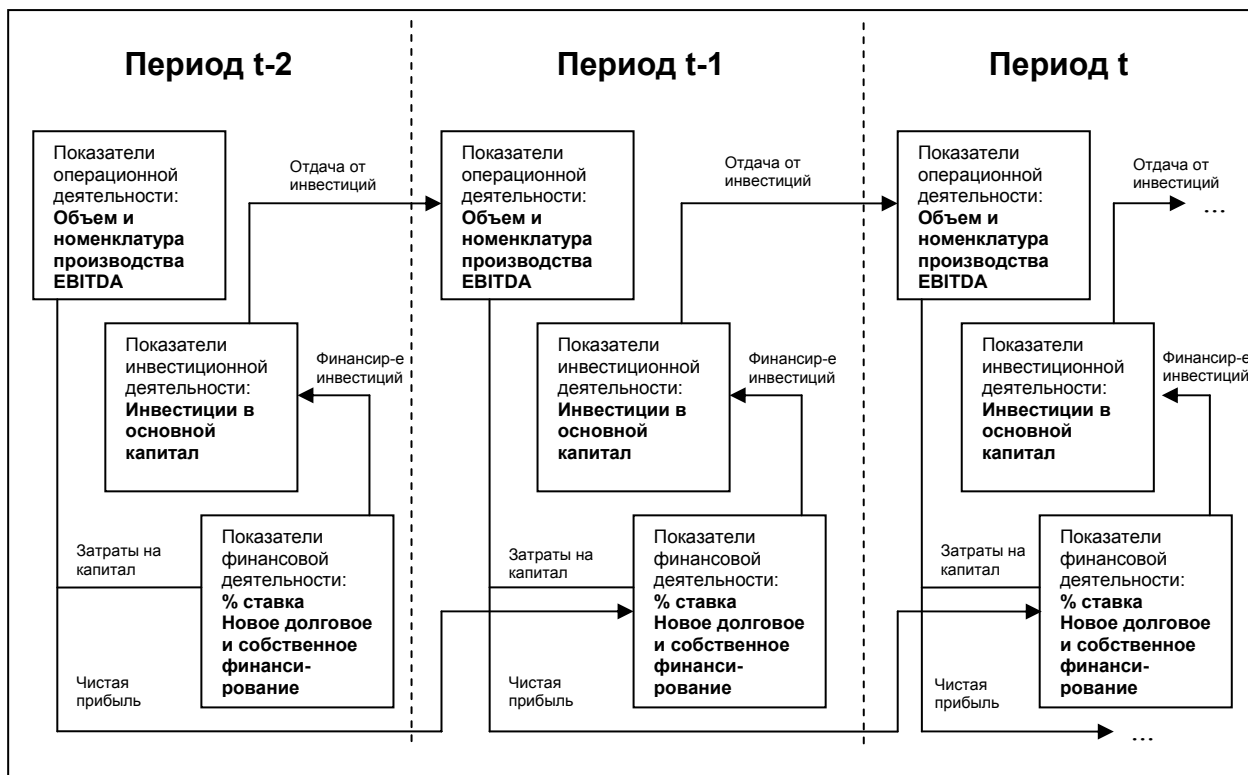 Период t-2
Показатели
операционной
деятельности:
Объем и
номенклатура
производства
EBITDA
Отдача от
инвестиций
Показатели
инвестиционной
деятельности:
Инвестиции в
основной
капитал
Финансир-е
инвестиций
Показатели
финансовой
деятельности:
% ставка
Новое долговое
и собственное
финанси-
рование
Затраты на
капитал
Чистая
прибыль
Период t-1
Показатели
операционной
деятельности:
Объем и
номенклатура
производства
EBITDA
Отдача от
инвестиций
Показатели
инвестиционной
деятельности:
Инвестиции в
основной
капитал
Финансир-е
инвестиций
Показатели
финансовой
деятельности:
% ставка
Новое долговое
и собственное
финанси-
рование
Затраты на
капитал
Чистая
прибыль
Период t
Показатели
операционной
деятельности:
Объем и
номенклатура
производства
EBITDA
Отдача от
инвестиций
...
Показатели
инвестиционной
деятельности:
Инвестиции в
основной
капитал
Финансир-е
инвестиций
Показатели
финансовой
деятельности:
% ставка
Новое долговое
и собственное
финанси-
рование
Затраты на
капитал
Чистая
прибыль
...